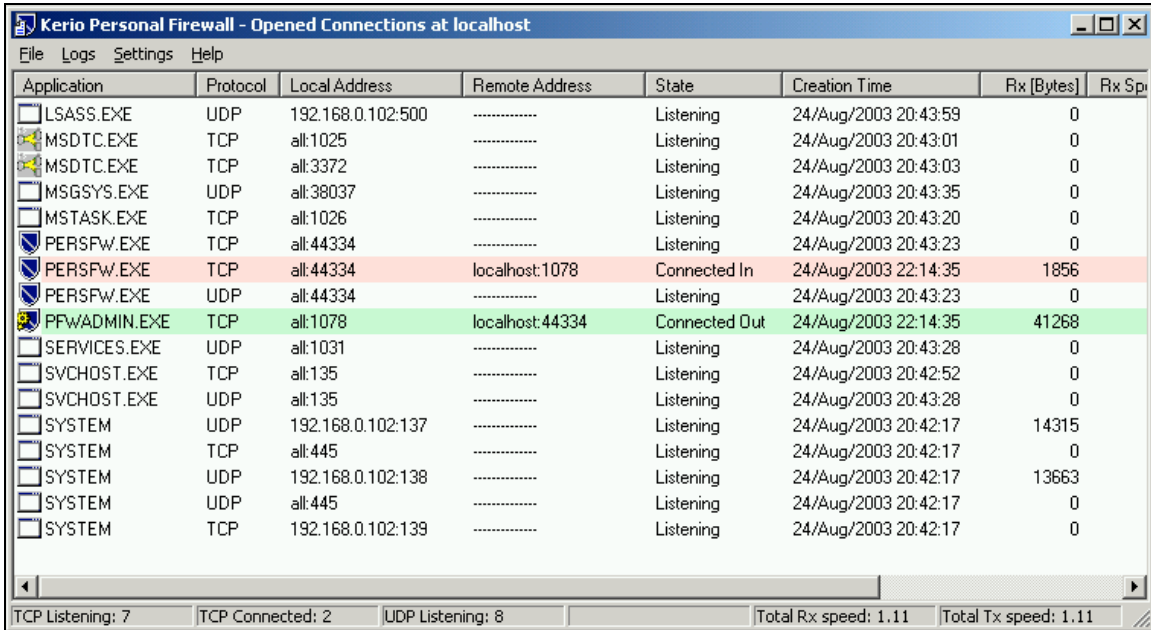 Kerio Personal Firewall - Opened Connections at localhost
File Logs Settings Help
Application Protocol Local Address Remote Address State Creation Time Rx [Bytes] Rx Spe
LSASS.EXE UDP 192.168.0.102:500 ------------- Listening 24/Aug/2003 20:43:59 0
MSDTC.EXE TCP all:1025 ------------- Listening 24/Aug/2003 20:43:01 0
MSDTC.EXE TCP all:3372 ------------- Listening 24/Aug/2003 20:43:03 0
MSGSYS.EXE UDP all:38037 ------------- Listening 24/Aug/2003 20:43:35 0
MSTASK.EXE TCP all:1026 ------------- Listening 24/Aug/2003 20:43:20 0
PERSFW.EXE TCP all:44334 ------------- Listening 24/Aug/2003 20:43:23 0
PERSFW.EXE TCP all:44334 localhost:1078 Connected In 24/Aug/2003 22:14:35 1856
PERSFW.EXE UDP all:44334 ------------- Listening 24/Aug/2003 20:43:23 0
PFWADMIN.EXE TCP all:1078 localhost:44334 Connected Out 24/Aug/2003 22:14:35 41268
SERVICES.EXE UDP all:1031 ------------- Listening 24/Aug/2003 20:43:28 0
SVCHOST.EXE TCP all:135 ------------- Listening 24/Aug/2003 20:42:52 0
SVCHOST.EXE UDP all:135 ------------- Listening 24/Aug/2003 20:43:28 0
SYSTEM UDP 192.168.0.102:137 ------------- Listening 24/Aug/2003 20:42:17 14315
SYSTEM TCP all:445 ------------- Listening 24/Aug/2003 20:42:17 0
SYSTEM UDP 192.168.0.102:138 ------------- Listening 24/Aug/2003 20:42:17 13663
SYSTEM UDP all:445 ------------- Listening 24/Aug/2003 20:42:17 0
SYSTEM TCP 192.168.0.102:139 ------------- Listening 24/Aug/2003 20:42:17 0
TCP Listening: 7 TCP Connected: 2 UDP Listening: 8 Total Rx speed: 1.11 Total Tx speed: 1.11